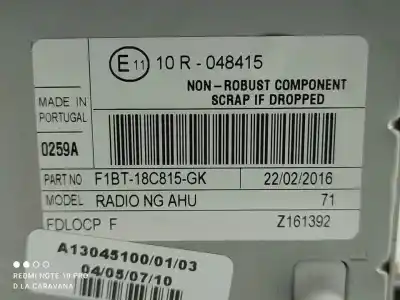 E 11 10 R - 048415
NON-ROBUST COMPONENT
SCRAP IF DROPPED
MADE IN
PORTUGAL
0259A
PART NO F1BT-18C815-GK 22/02/2016
MODEL RADIO NG AHU 71
FDLOCP F Z161392
A13045100/01/03
04/05/07/10
REDMI NOTE 10 PRO
D LA CARAVANA